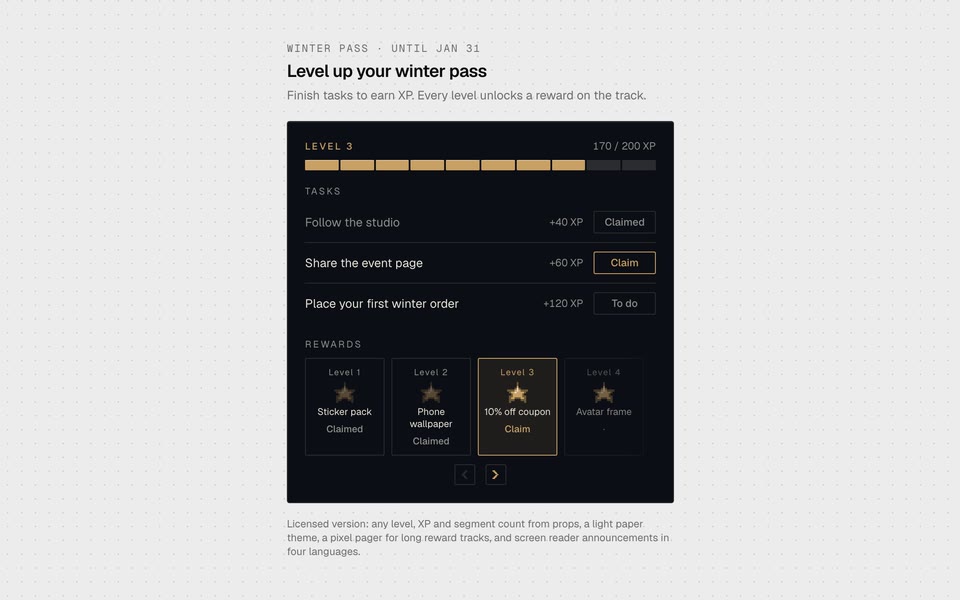 WINTER PASS · UNTIL JAN 31
Level up your winter pass
Finish tasks to earn XP. Every level unlocks a reward on the track.
LEVEL 3
170 / 200 XP
TASKS
Follow the studio
+40 XP
Claimed
Share the event page
+60 XP
Claim
Place your first winter order
+120 XP
To do
REWARDS
Level 1
Sticker pack
Claimed
Level 2
Phone
wallpaper
Claimed
Level 3
10% off coupon
Claim
Level 4
Avatar frame
·
Licensed version: any level, XP and segment count from props, a light paper
theme, a pixel pager for long reward tracks, and screen reader announcements in
four languages.